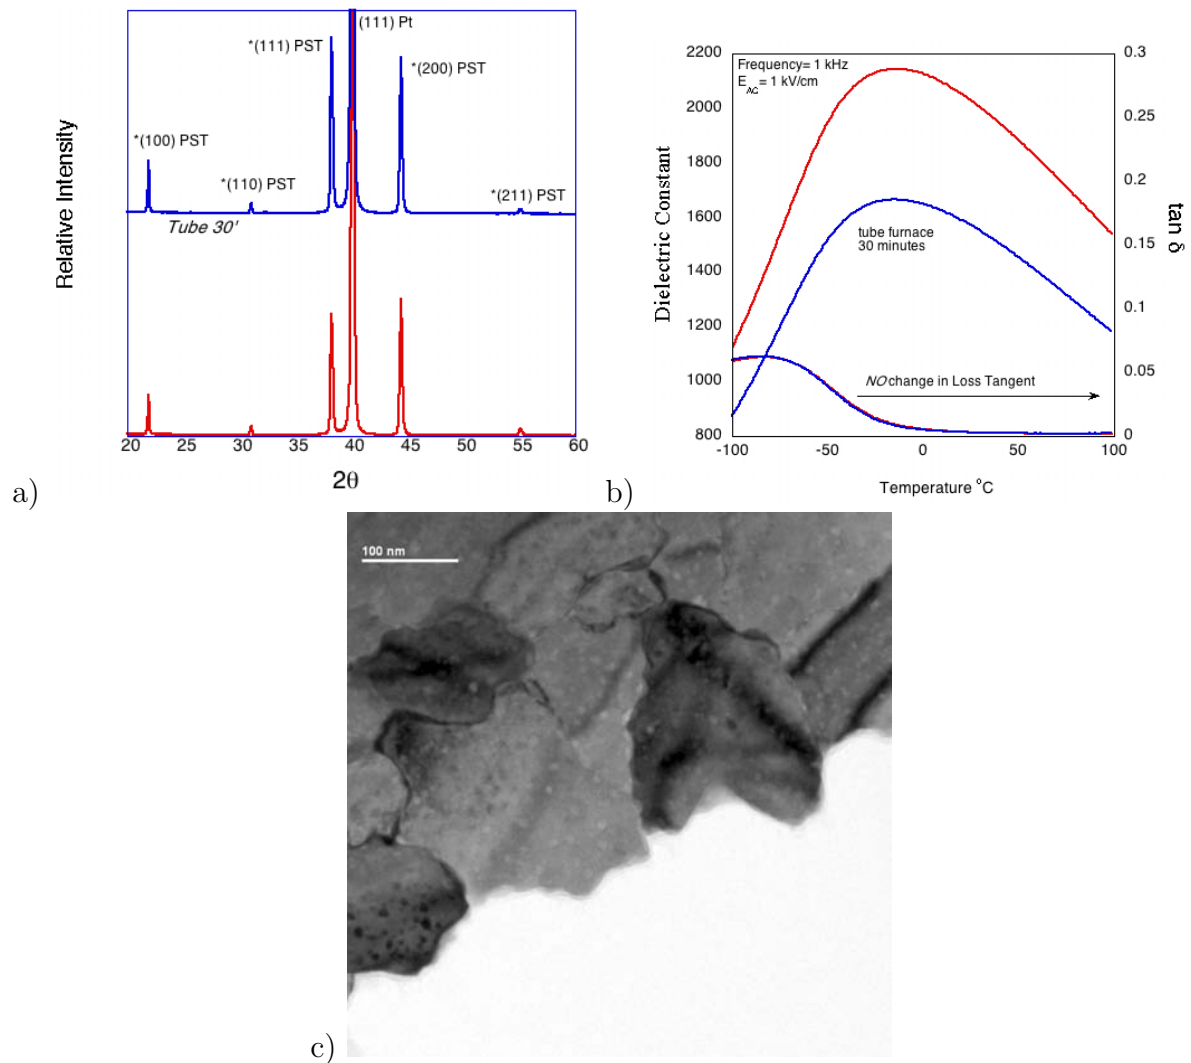 (111) Pt
*(111) PST
*(200) PST
*(100) PST
*(110) PST
*(211) PST
Tube 30'
Relative Intensity
20 25 30 35 40 45 50 55 60
2θ
a)
2200
2000
1800
1600
1400
1200
1000
800
Dielectric Constant
Frequency= 1 kHz
E_AC= 1 kV/cm
tube furnace
30 minutes
NO change in Loss Tangent
0.3
0.25
0.2
0.15
0.1
0.05
0
tan δ
-100 -50 0 50 100
Temperature °C
b)
100 nm
c)